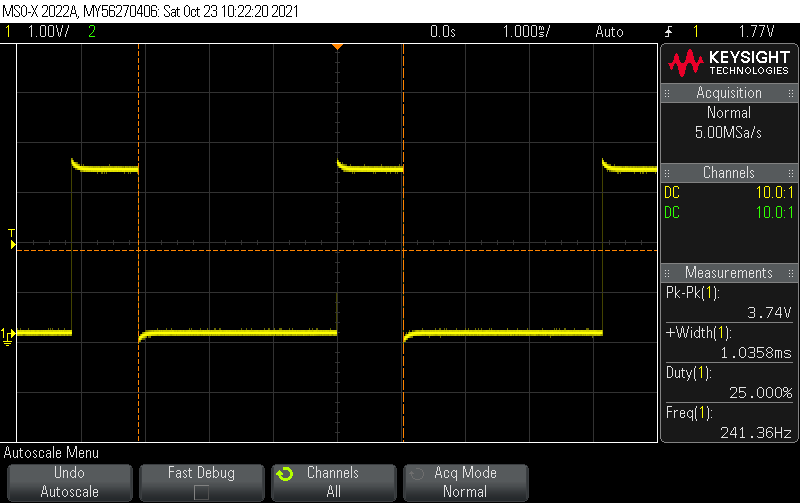 MSO-X 2022A, MY56270406: Sat Oct 23 10:22:20 2021
1 1.00V/ 2 0.0s 1.000ms/ Auto 1 1.77V
KEYSIGHT
TECHNOLOGIES
Acquisition
Normal
5.00MSa/s
Channels
DC 10.0:1
DC 10.0:1
Measurements
Pk-Pk(1):
3.74V
+Width(1):
1.0358ms
Duty(1):
25.000%
Freq(1):
241.36Hz
T
1
Autoscale Menu
Undo
Autoscale
Fast Debug
Channels
All
Acq Mode
Normal